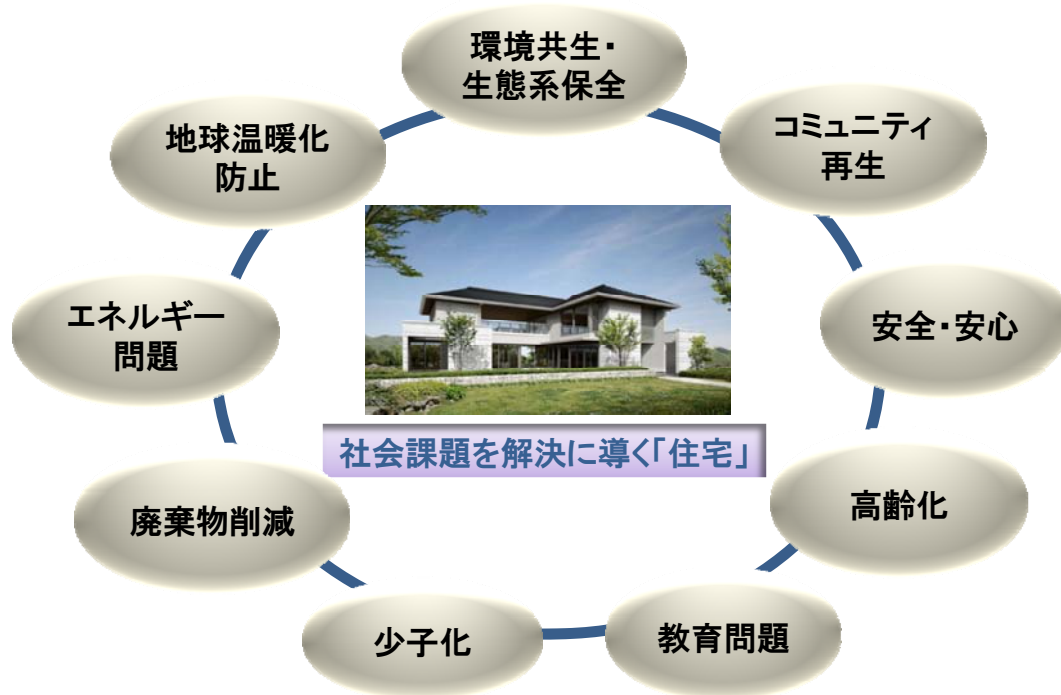 環境共生・
生態系保全
コミュニティ
再生
安全・安心
高齢化
教育問題
少子化
廃棄物削減
エネルギー
問題
地球温暖化
防止
社会課題を解決に導く「住宅」